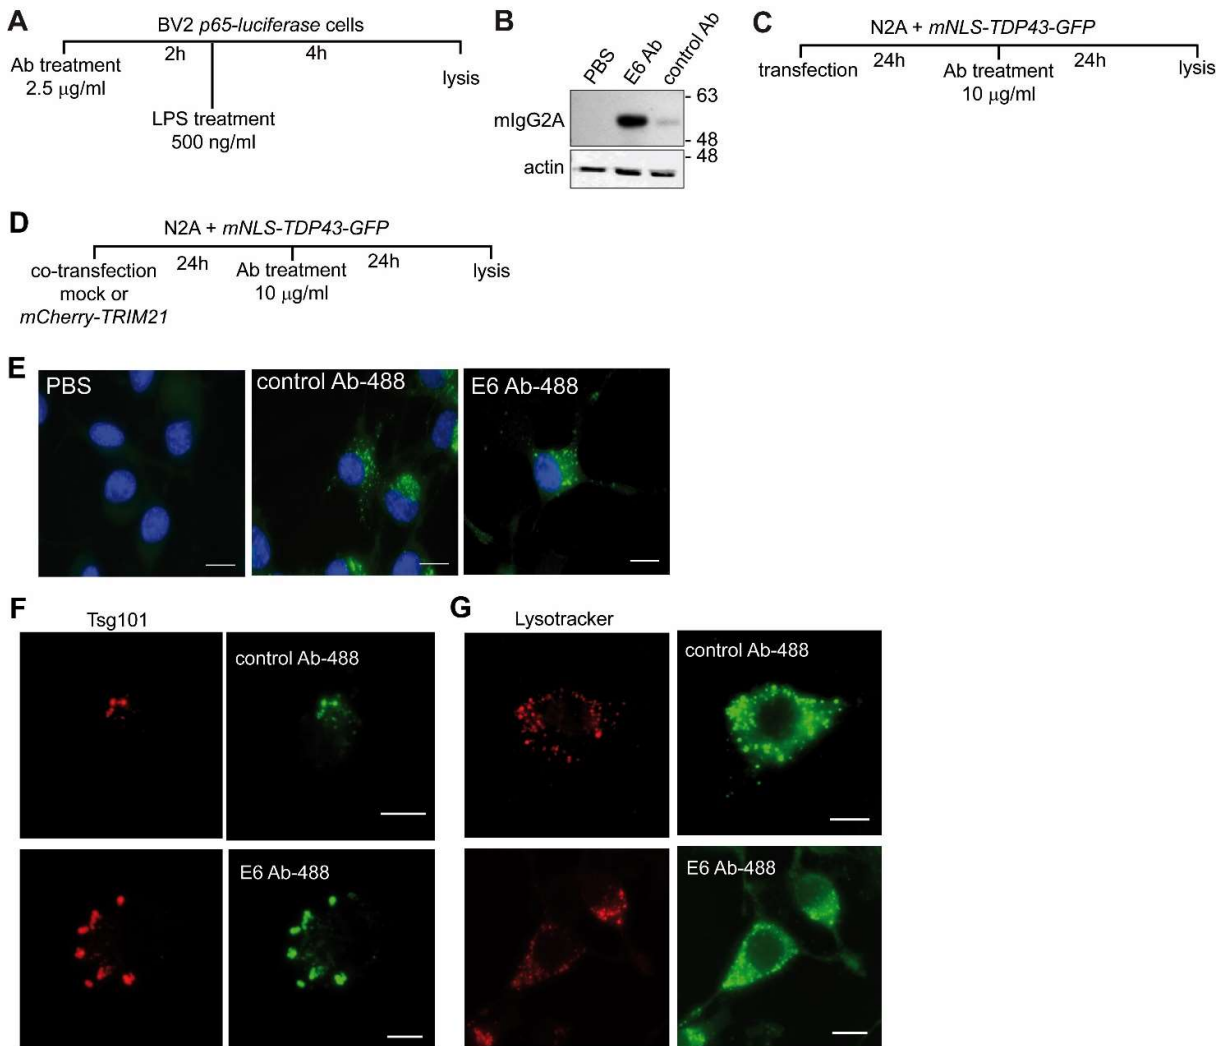 A
BV2 p65-luciferase cells
2h
4h
Ab treatment
2.5 µg/ml
lysis
LPS treatment
500 ng/ml
B
PBS
E6 Ab
control Ab
mIgG2A
- 63
- 48
actin
- 48
C
N2A + mNLS-TDP43-GFP
transfection
24h
Ab treatment
10 µg/ml
24h
lysis
D
N2A + mNLS-TDP43-GFP
co-transfection
mock or
mCherry-TRIM21
24h
Ab treatment
10 µg/ml
24h
lysis
E
PBS
control Ab-488
E6 Ab-488
F
Tsg101
control Ab-488
E6 Ab-488
G
Lysotracker
control Ab-488
E6 Ab-488